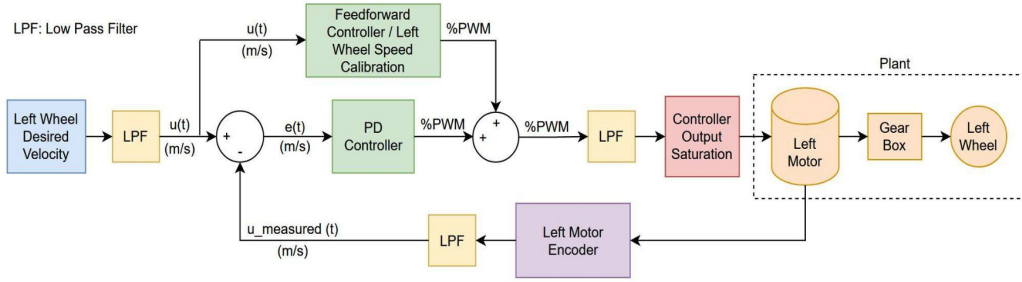 LPF: Low Pass Filter
u(t)
(m/s)
Feedforward
Controller / Left
Wheel Speed
Calibration
%PWM
Plant
Left Wheel
Desired
Velocity
LPF
u(t)
(m/s)
+
-
e(t)
(m/s)
PD
Controller
%PWM
+
+
%PWM
LPF
Controller
Output
Saturation
Left
Motor
Gear
Box
Left
Wheel
u_measured (t)
(m/s)
LPF
Left Motor
Encoder